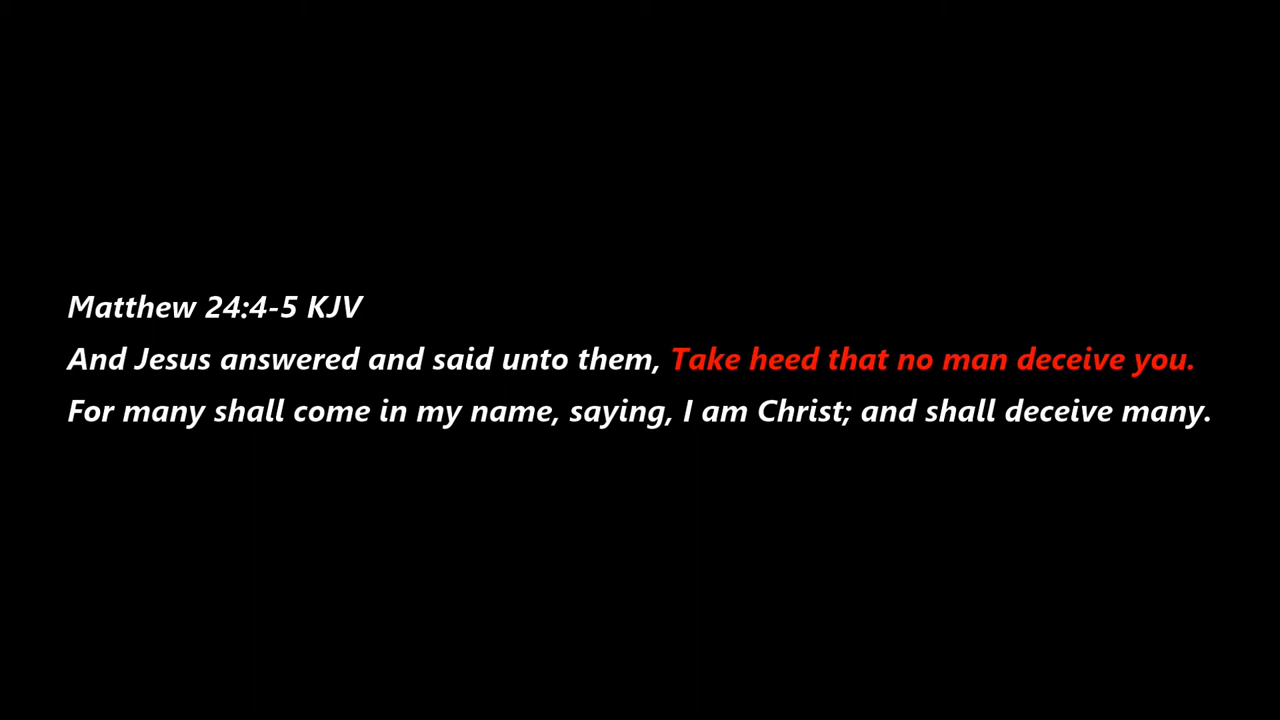 Matthew 24:4-5 KJV
And Jesus answered and said unto them, Take heed that no man deceive you.
For many shall come in my name, saying, I am Christ; and shall deceive many.